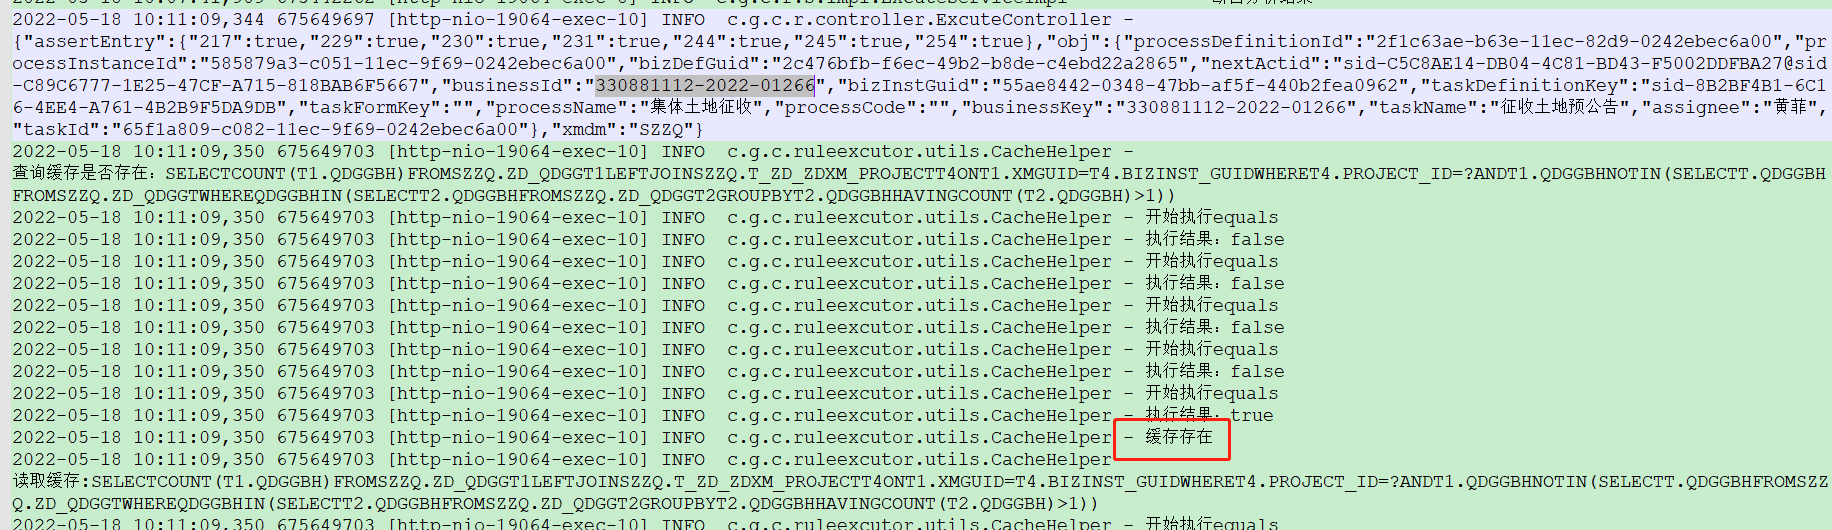 2022-05-18 10:11:09,344 675649697 [http-nio-19064-exec-10] INFO  c.g.c.r.controller.ExcuteController -
{"assertEntry":{"217":true,"229":true,"230":true,"231":true,"244":true,"245":true,"254":true},"obj":{"processDefinitionId":"2f1c63ae-b63e-11ec-82d9-0242ebec6a00","pr
ocessInstanceId":"585879a3-c051-11ec-9f69-0242ebec6a00","bizDefGuid":"2c476bfb-f6ec-49b2-b8de-c4ebd22a2865","nextActid":"sid-C5C8AE14-DB04-4C81-BD43-F5002DDFBA27@sid
-C89C6777-1E25-47CF-A715-818BAB6F5667","businessId":"330881112-2022-01266","bizInstGuid":"55ae8442-0348-47bb-af5f-440b2fea0962","taskDefinitionKey":"sid-8B2BF4B1-6C1
6-4EE4-A761-4B2B9F5DA9DB","taskFormKey":"","processName":"集体土地征收","processCode":"","businessKey":"330881112-2022-01266","taskName":"征收土地预公告","assignee":"黄菲",
"taskId":"65f1a809-c082-11ec-9f69-0242ebec6a00"},"xmdm":"SZZQ"}
2022-05-18 10:11:09,350 675649703 [http-nio-19064-exec-10] INFO  c.g.c.ruleexcutor.utils.CacheHelper -
查询缓存是否存在：SELECTCOUNT(T1.QDGGBH)FROMSZZQ.ZD_QDGGT1LEFTJOINSZZQ.T_ZD_ZDXM_PROJECTT4ONT1.XMGUID=T4.BIZINST_GUIDWHERET4.PROJECT_ID=?ANDT1.QDGGBHNOTIN(SELECTT.QDGGBH
FROMSZZQ.ZD_QDGGTWHEREQDGGBHIN(SELECTT2.QDGGBHFROMSZZQ.ZD_QDGGT2GROUPBYT2.QDGGBHHAVINGCOUNT(T2.QDGGBH)>1))
2022-05-18 10:11:09,350 675649703 [http-nio-19064-exec-10] INFO  c.g.c.ruleexcutor.utils.CacheHelper - 开始执行equals
2022-05-18 10:11:09,350 675649703 [http-nio-19064-exec-10] INFO  c.g.c.ruleexcutor.utils.CacheHelper - 执行结果：false
2022-05-18 10:11:09,350 675649703 [http-nio-19064-exec-10] INFO  c.g.c.ruleexcutor.utils.CacheHelper - 开始执行equals
2022-05-18 10:11:09,350 675649703 [http-nio-19064-exec-10] INFO  c.g.c.ruleexcutor.utils.CacheHelper - 执行结果：false
2022-05-18 10:11:09,350 675649703 [http-nio-19064-exec-10] INFO  c.g.c.ruleexcutor.utils.CacheHelper - 开始执行equals
2022-05-18 10:11:09,350 675649703 [http-nio-19064-exec-10] INFO  c.g.c.ruleexcutor.utils.CacheHelper - 执行结果：false
2022-05-18 10:11:09,350 675649703 [http-nio-19064-exec-10] INFO  c.g.c.ruleexcutor.utils.CacheHelper - 开始执行equals
2022-05-18 10:11:09,350 675649703 [http-nio-19064-exec-10] INFO  c.g.c.ruleexcutor.utils.CacheHelper - 执行结果：false
2022-05-18 10:11:09,350 675649703 [http-nio-19064-exec-10] INFO  c.g.c.ruleexcutor.utils.CacheHelper - 开始执行equals
2022-05-18 10:11:09,350 675649703 [http-nio-19064-exec-10] INFO  c.g.c.ruleexcutor.utils.CacheHelper - 执行结果：true
2022-05-18 10:11:09,350 675649703 [http-nio-19064-exec-10] INFO  c.g.c.ruleexcutor.utils.CacheHelper - 缓存存在
2022-05-18 10:11:09,350 675649703 [http-nio-19064-exec-10] INFO  c.g.c.ruleexcutor.utils.CacheHelper
读取缓存:SELECTCOUNT(T1.QDGGBH)FROMSZZQ.ZD_QDGGT1LEFTJOINSZZQ.T_ZD_ZDXM_PROJECTT4ONT1.XMGUID=T4.BIZINST_GUIDWHERET4.PROJECT_ID=?ANDT1.QDGGBHNOTIN(SELECTT.QDGGBHFROMSZZ
Q.ZD_QDGGTWHEREQDGGBHIN(SELECTT2.QDGGBHFROMSZZQ.ZD_QDGGT2GROUPBYT2.QDGGBHHAVINGCOUNT(T2.QDGGBH)>1))
2022-05-18 10:11:09,350 675649703 [http-nio-19064-exec-10] INFO  c.g.c.ruleexcutor.utils.CacheHelper - 开始执行equals